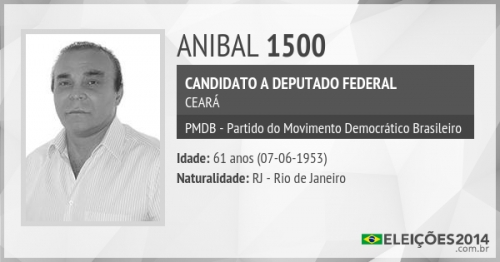 ANIBAL 1500
CANDIDATO A DEPUTADO FEDERAL
CEARÁ
PMDB - Partido do Movimento Democrático Brasileiro
Idade: 61 anos (07-06-1953)
Naturalidade: RJ - Rio de Janeiro
ELEIÇÕES2014
.com.br